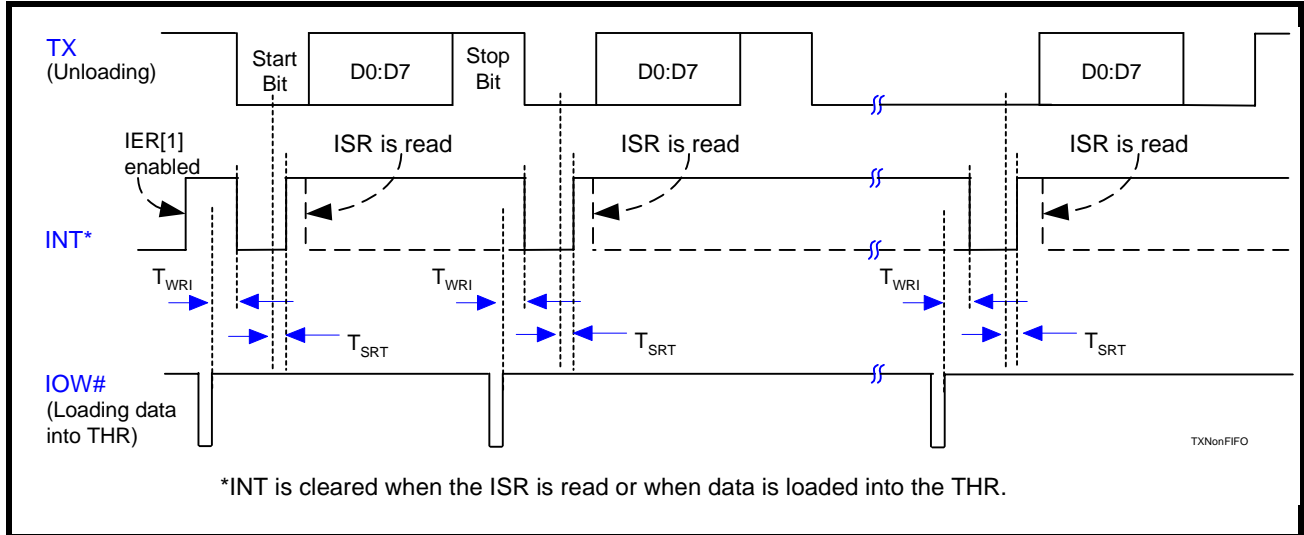 TX
(Unloading)
Start
Bit
D0:D7
Stop
Bit
D0:D7
D0:D7
IER[1]
enabled
ISR is read
ISR is read
ISR is read
INT*
TWRI
TWRI
TWRI
TSRT
TSRT
TSRT
IOW#
(Loading data
into THR)
TXNonFIFO
*INT is cleared when the ISR is read or when data is loaded into the THR.